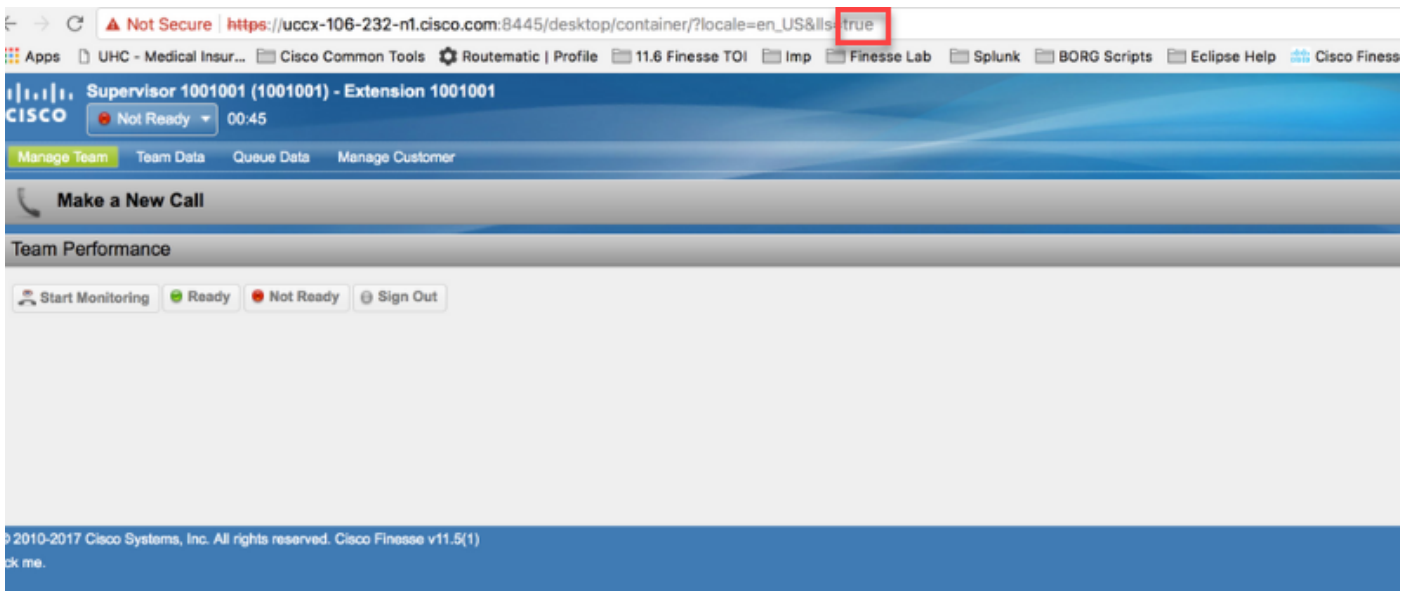 Not Secure https://uccx-106-232-n1.cisco.com:8445/desktop/container/?locale=en_US&lls=true
Apps UHC - Medical Insur... Cisco Common Tools Routematic | Profile 11.6 Finesse TOI Imp Finesse Lab Splunk BORG Scripts Eclipse Help Cisco Finess
Supervisor 1001001 (1001001) - Extension 1001001
CISCO Not Ready 00:45
Manage Team Team Data Queue Data Manage Customer
Make a New Call
Team Performance
Start Monitoring Ready Not Ready Sign Out
© 2010-2017 Cisco Systems, Inc. All rights reserved. Cisco Finesse v11.5(1)
ck me.